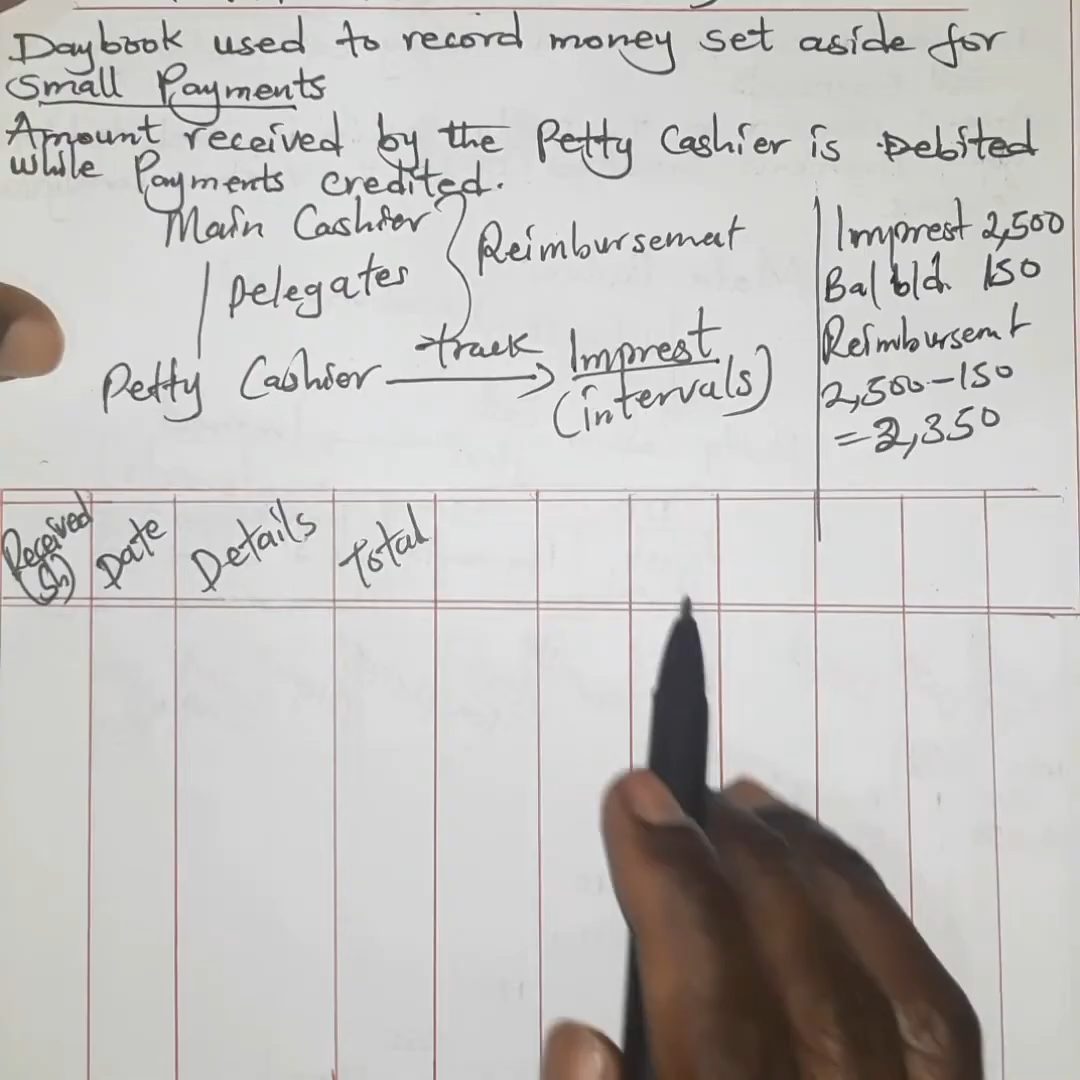 Daybook used to record money set aside for
Small Payments
Amount received by the Petty Cashier is Debited
while Payments credited.
Main Cashier
Reimbursemet
Delegates
Petty Cashier
track
Imprest
(intervals)
Imprest 2,500
Bal b/d. 150
Reimbursemt
2,500-150
=2,350
Received (Sh)
Date
Details
Total